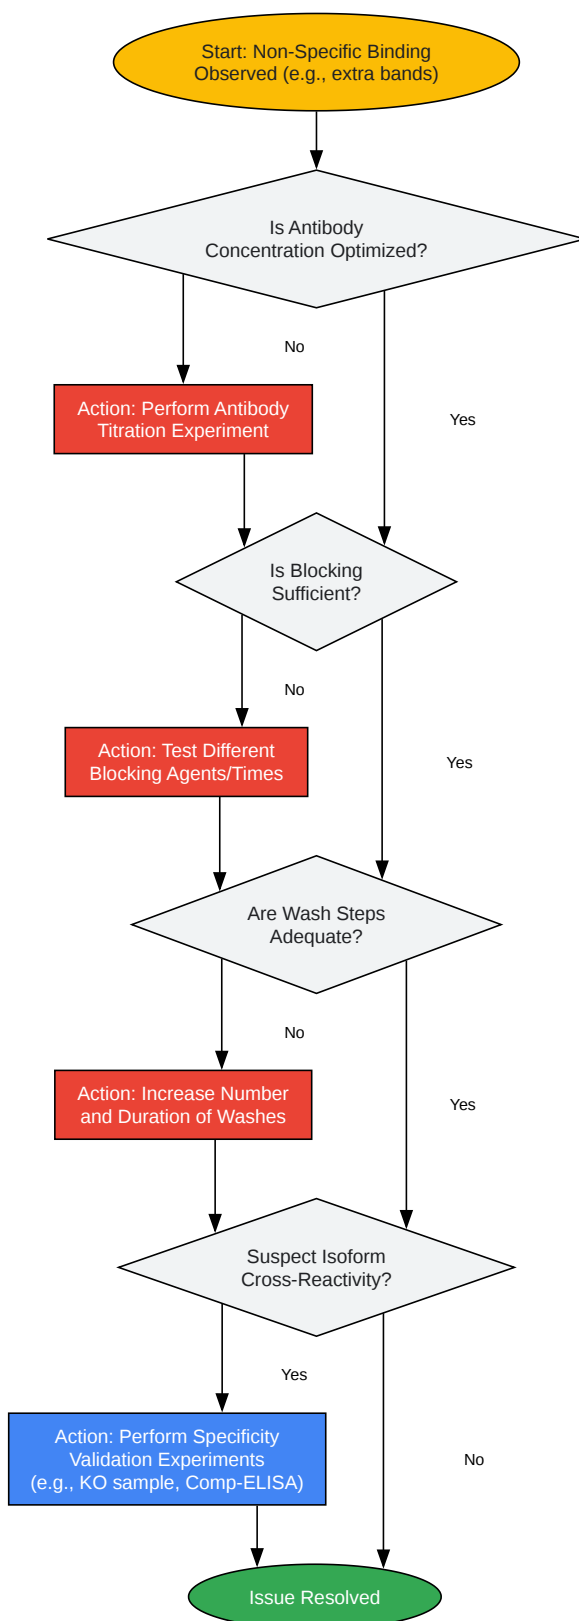 Start: Non-Specific Binding
Observed (e.g., extra bands)
Is Antibody
Concentration Optimized?
No
Action: Perform Antibody
Titration Experiment
Yes
Is Blocking
Sufficient?
No
Action: Test Different
Blocking Agents/Times
Yes
Are Wash Steps
Adequate?
No
Action: Increase Number
and Duration of Washes
Yes
Suspect Isoform
Cross-Reactivity?
Yes
Action: Perform Specificity
Validation Experiments
(e.g., KO sample, Comp-ELISA)
No
Issue Resolved